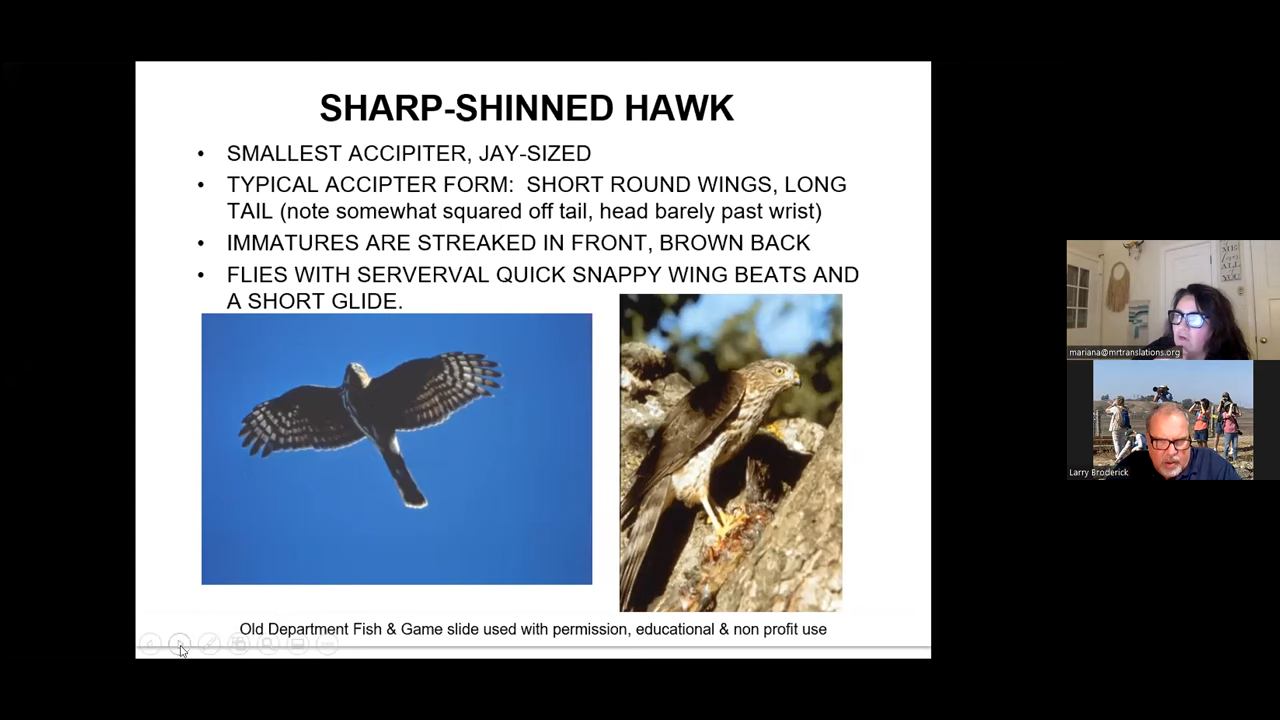 SHARP-SHINNED HAWK
• SMALLEST ACCIPITER, JAY-SIZED
• TYPICAL ACCIPTER FORM: SHORT ROUND WINGS, LONG
TAIL (note somewhat squared off tail, head barely past wrist)
• IMMATURES ARE STREAKED IN FRONT, BROWN BACK
• FLIES WITH SERVERVAL QUICK SNAPPY WING BEATS AND
A SHORT GLIDE.
Old Department Fish & Game slide used with permission, educational & non profit use
mariana@mrtranslations.org
Larry Broderick